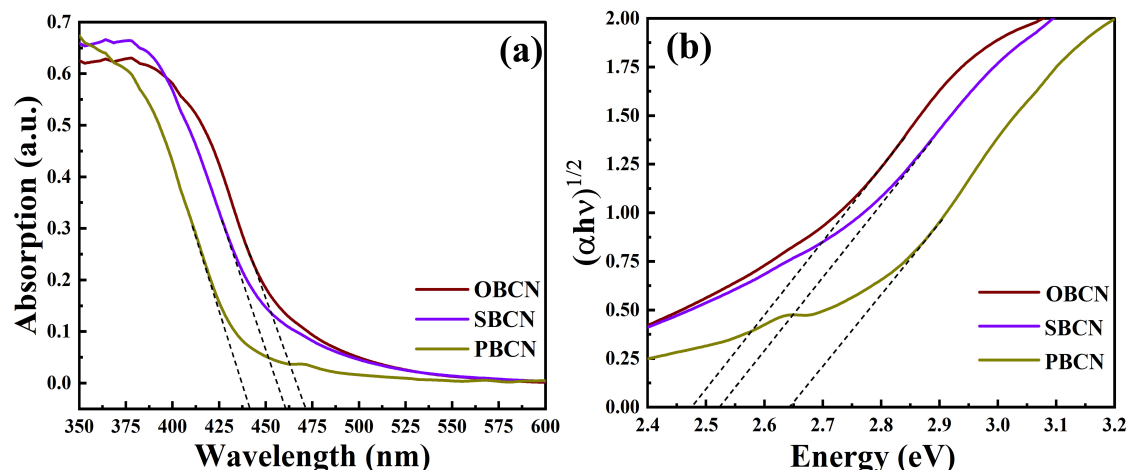 (a)
Absorption (a.u.)
0.7
0.6
0.5
0.4
0.3
0.2
0.1
0.0
OBCN
SBCN
PBCN
350 375 400 425 450 475 500 525 550 575 600
Wavelength (nm)
(b)
(αhν)^{1/2}
2.00
1.75
1.50
1.25
1.00
0.75
0.50
0.25
0.00
OBCN
SBCN
PBCN
2.4 2.5 2.6 2.7 2.8 2.9 3.0 3.1 3.2
Energy (eV)